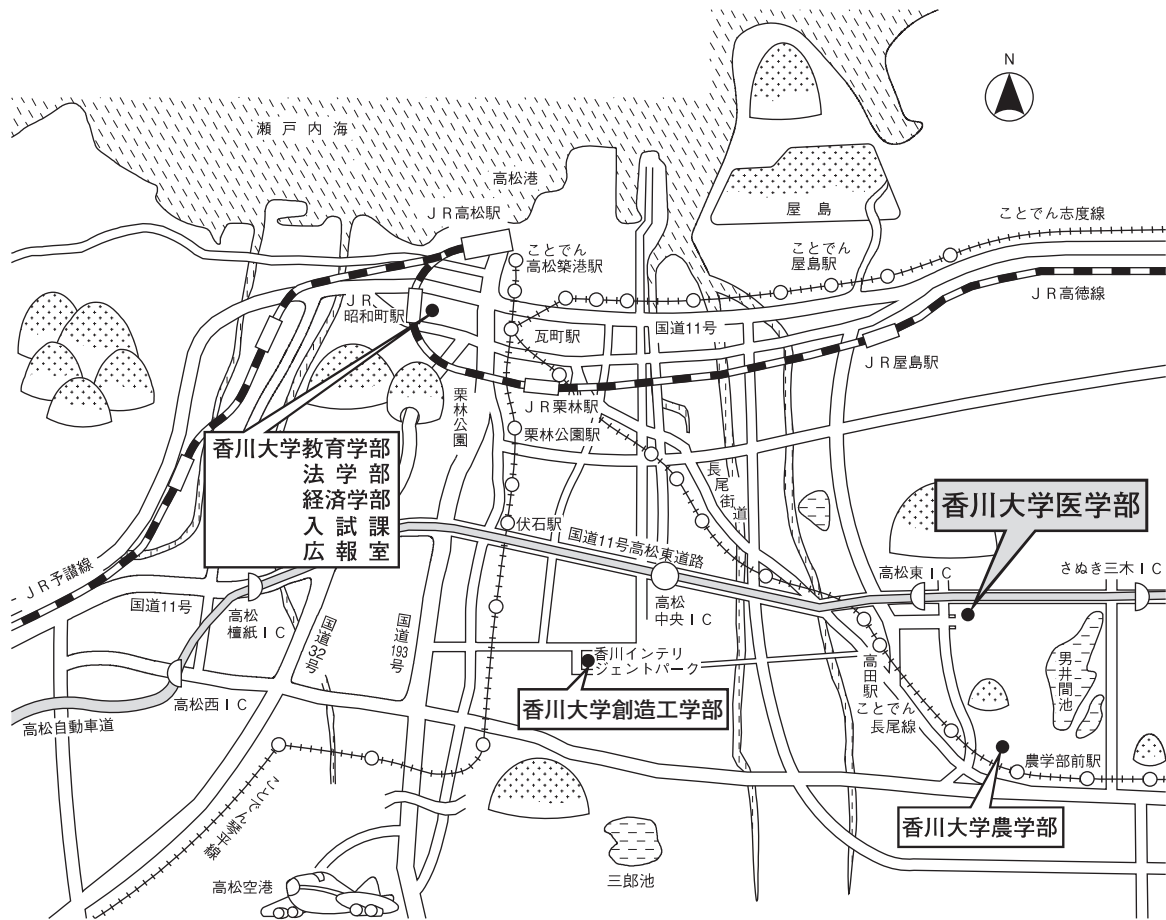 N
瀬戸内海
高松港
JR高松駅
ことでん
高松築港駅
屋島
ことでん志度線
ことでん
屋島駅
JR高徳線
JR
昭和町駅
瓦町駅
国道11号
JR屋島駅
栗林公園
JR栗林駅
栗林公園駅
香川大学教育学部
法学部
経済学部
入試課
広報室
長尾街道
香川大学医学部
伏石駅
国道11号高松東道路
高松東IC
さぬき三木IC
JR予讃線
国道11号
高松
檀紙IC
国道32号
国道193号
高松
中央IC
香川インテリ
ジェントパーク
高田駅
男井間池
高松西IC
香川大学創造工学部
ことでん
長尾線
高松自動車道
農学部前駅
香川大学農学部
ことでん琴平線
高松空港
三郎池